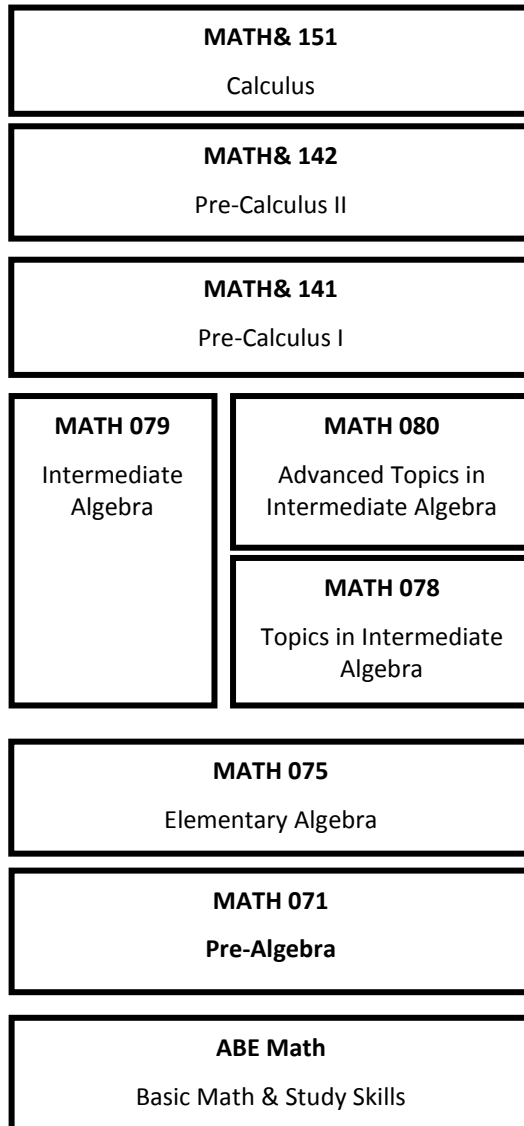 MATH& 151
Calculus
MATH& 142
Pre-Calculus II
MATH& 141
Pre-Calculus I
MATH 079
Intermediate
Algebra
MATH 080
Advanced Topics in
Intermediate Algebra
MATH 078
Topics in Intermediate
Algebra
MATH 075
Elementary Algebra
MATH 071
Pre-Algebra
ABE Math
Basic Math & Study Skills